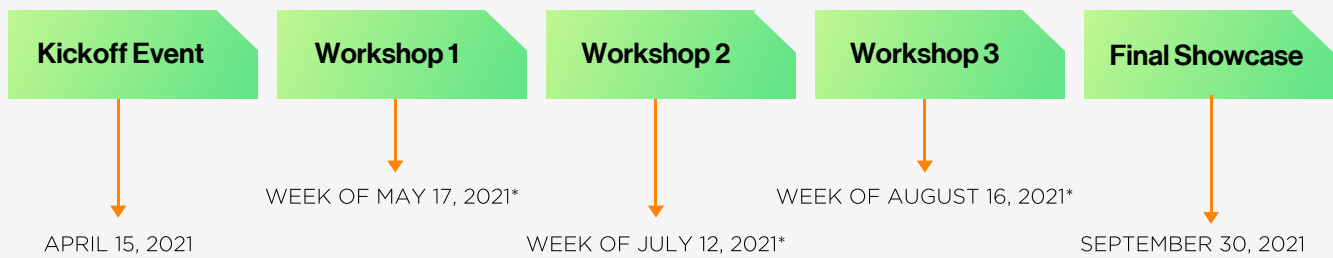 Kickoff Event
Workshop 1
Workshop 2
Workshop 3
Final Showcase
WEEK OF MAY 17, 2021*
WEEK OF AUGUST 16, 2021*
APRIL 15, 2021
WEEK OF JULY 12, 2021*
SEPTEMBER 30, 2021